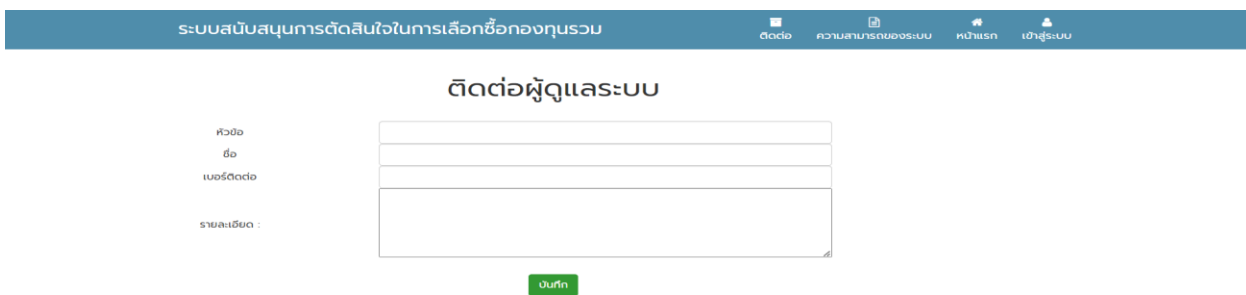 ระบบสนับสนุนการตัดสินใจในการเลือกซื้อกองทุนรวม
ติดต่อ
ความสามารถของระบบ
หน้าแรก
เข้าสู่ระบบ
ติดต่อผู้ดูแลระบบ
หัวข้อ
ชื่อ
เบอร์ติดต่อ
รายละเอียด :
บันทึก